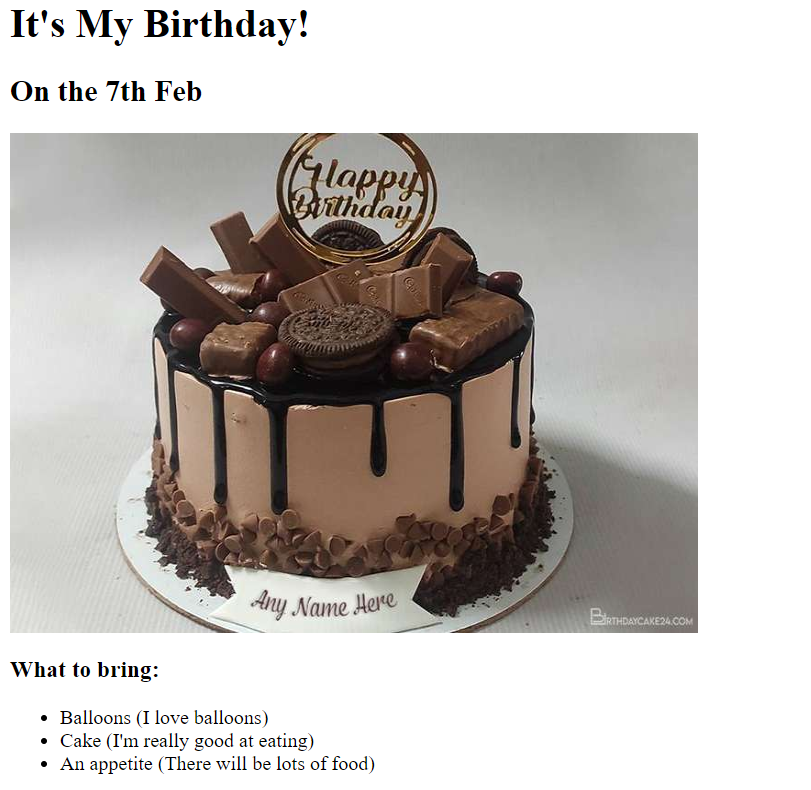 It's My Birthday!
On the 7th Feb
Happy
Birthday
Any Name Here
BIRTHDAYCAKE24.COM
What to bring:
Balloons (I love balloons)
Cake (I'm really good at eating)
An appetite (There will be lots of food)